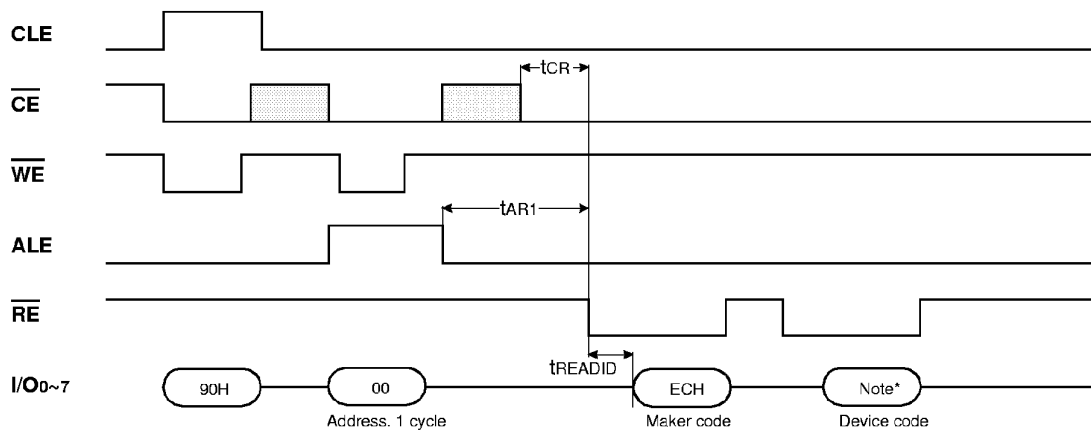 CLE
tCR
CE
WE
tAR1
ALE
RE
tREADID
I/O0~7
90H
00
ECH
Note*
Address. 1 cycle
Maker code
Device code